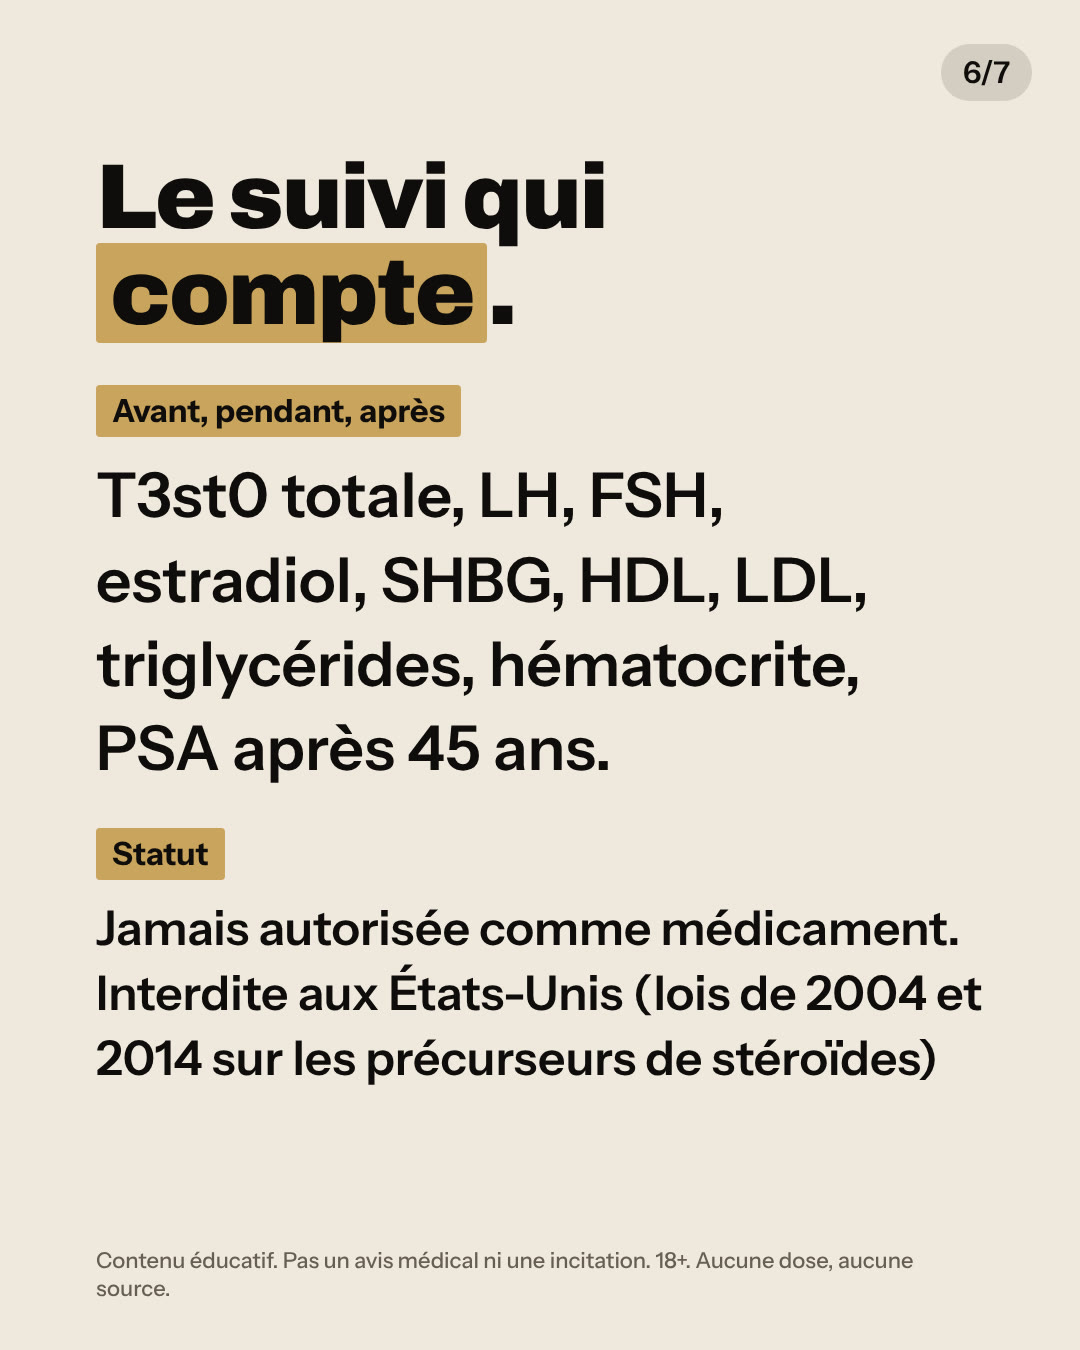 6/7
Le suivi qui
compte.
Avant, pendant, après
T3st0 totale, LH, FSH,
estradiol, SHBG, HDL, LDL,
triglycérides, hématocrite,
PSA après 45 ans.
Statut
Jamais autorisée comme médicament.
Interdite aux États-Unis (lois de 2004 et
2014 sur les précurseurs de stéroïdes)
Contenu éducatif. Pas un avis médical ni une incitation. 18+. Aucune dose, aucune
source.